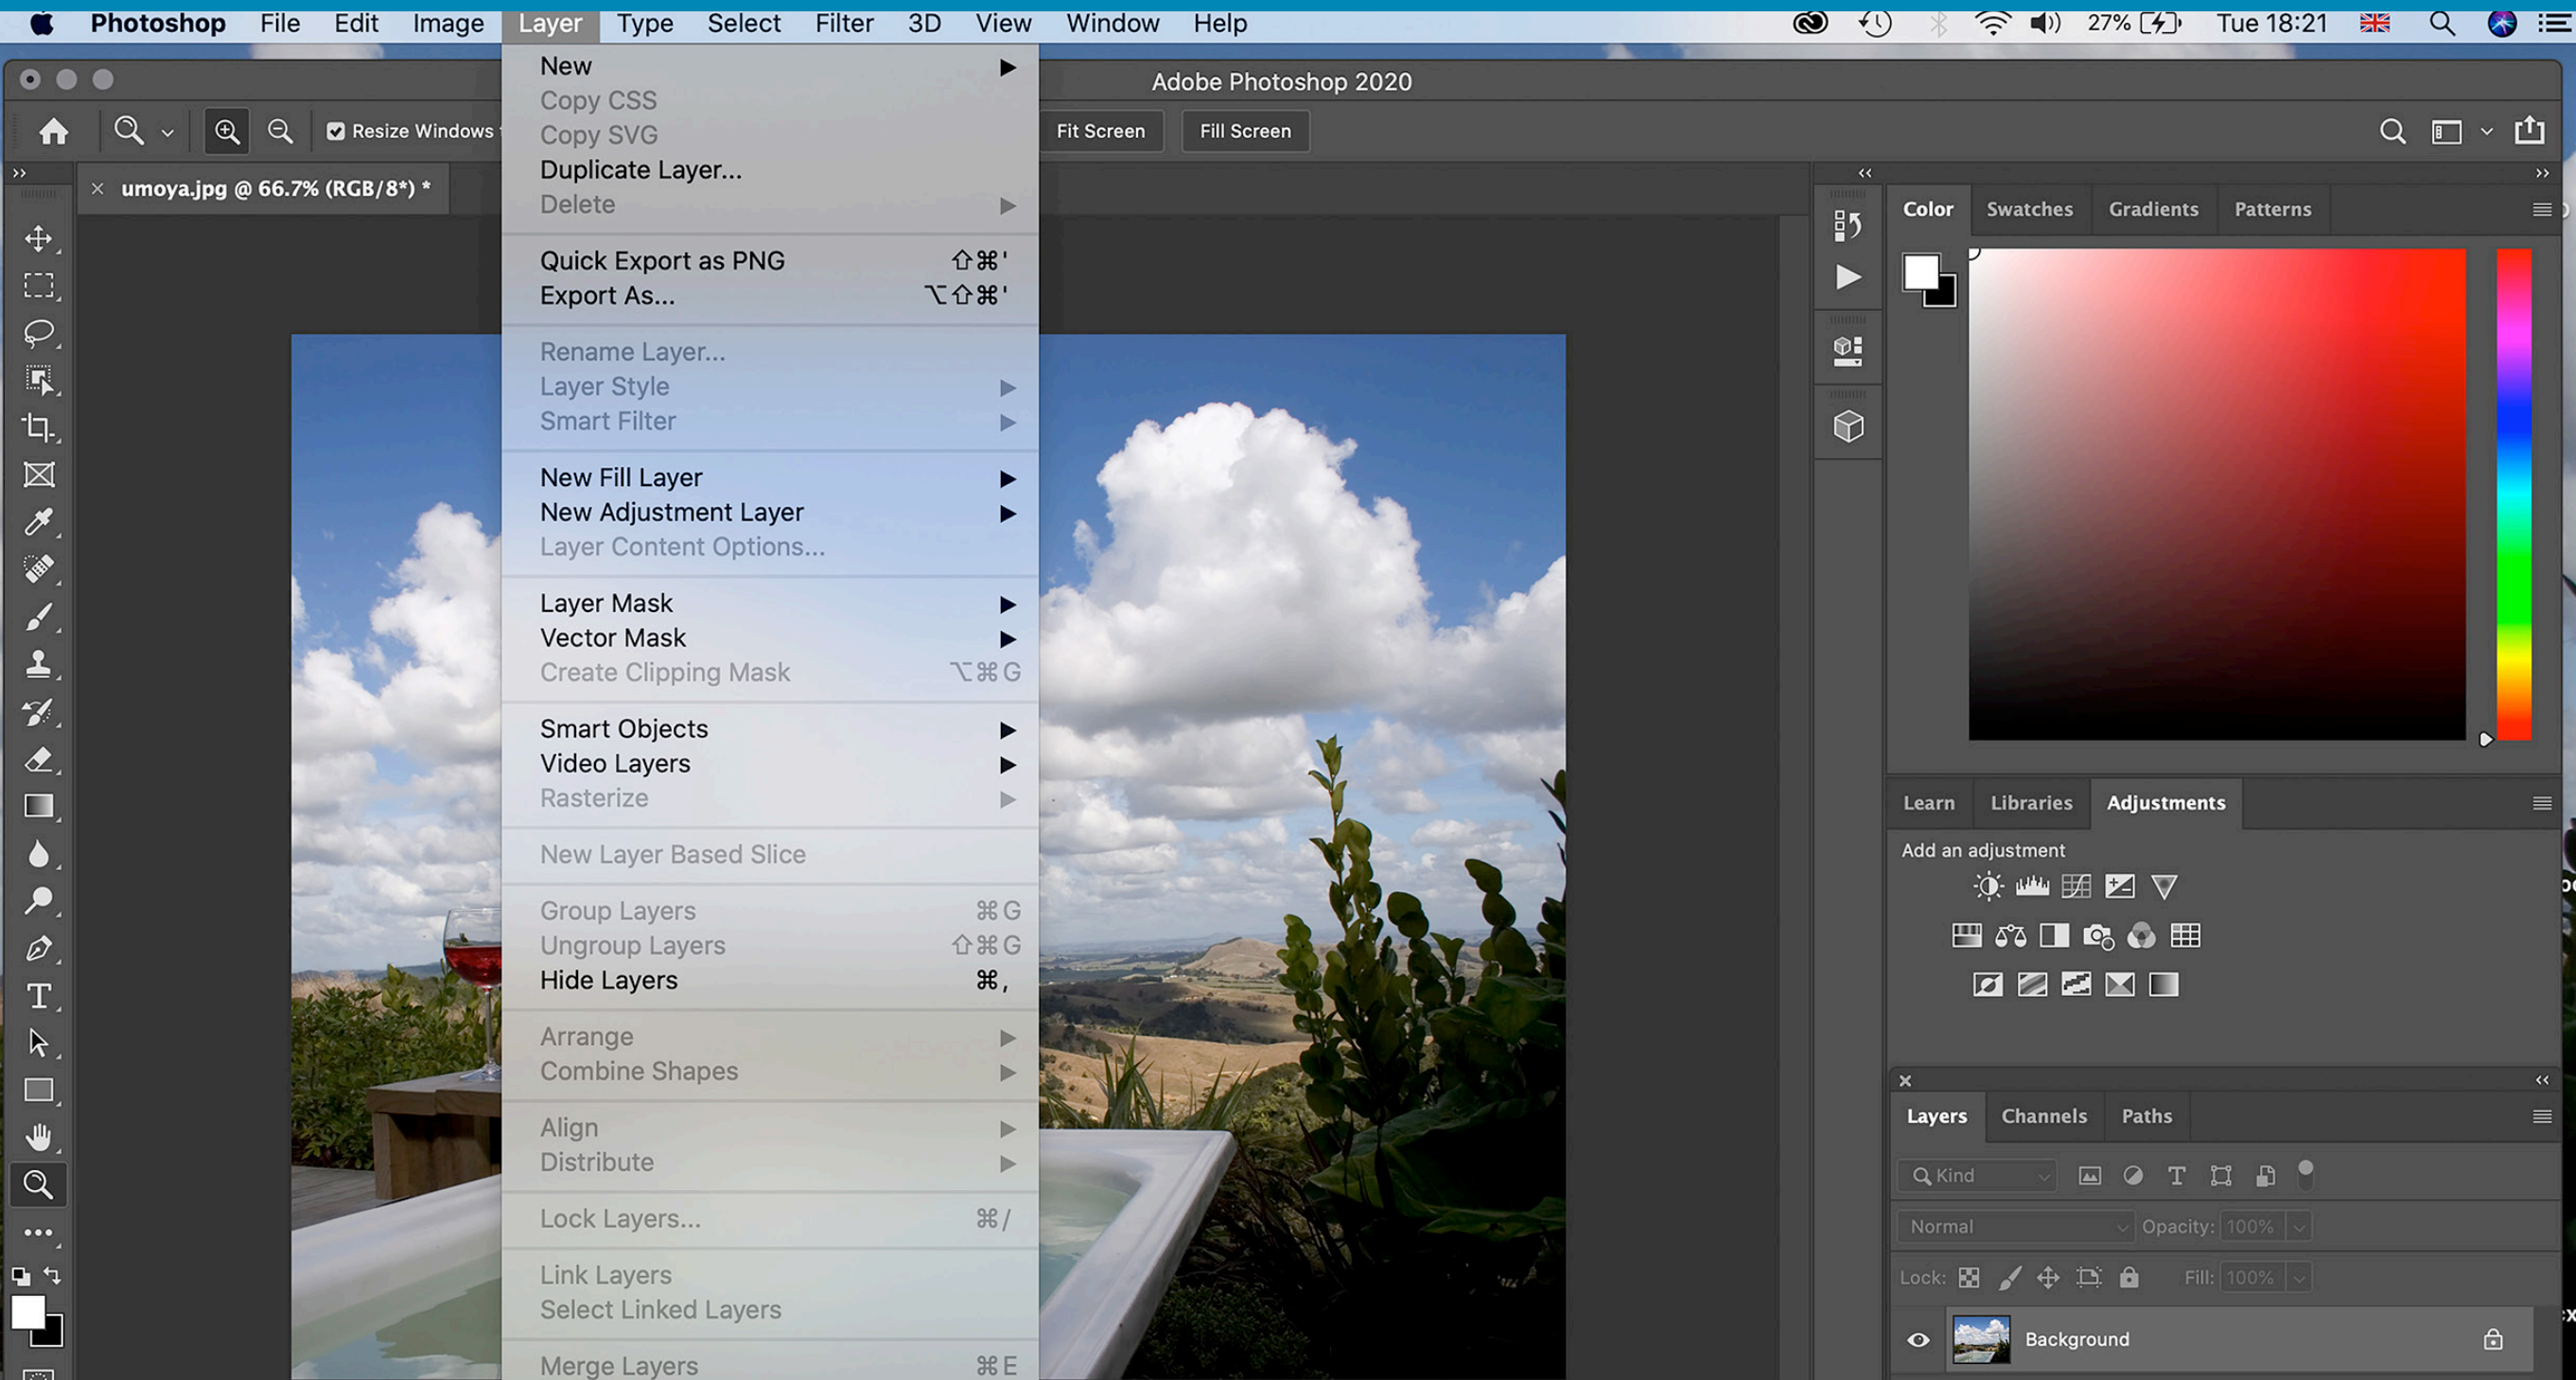 Photoshop File Edit Image Layer Type Select Filter 3D View Window Help 27% Tue 18:21
Adobe Photoshop 2020
Resize Windows
Fit Screen Fill Screen
umoya.jpg @ 66.7% (RGB/8*) *
New
Copy CSS
Copy SVG
Duplicate Layer...
Delete
Quick Export as PNG ⇧⌘'
Export As... ⌥⇧⌘'
Rename Layer...
Layer Style
Smart Filter
New Fill Layer
New Adjustment Layer
Layer Content Options...
Layer Mask
Vector Mask
Create Clipping Mask ⌥⌘G
Smart Objects
Video Layers
Rasterize
New Layer Based Slice
Group Layers ⌘G
Ungroup Layers ⇧⌘G
Hide Layers ⌘,
Arrange
Combine Shapes
Align
Distribute
Lock Layers... ⌘/
Link Layers
Select Linked Layers
Merge Layers ⌘E
Color Swatches Gradients Patterns
Learn Libraries Adjustments
Add an adjustment
Layers Channels Paths
Kind
Normal Opacity: 100%
Lock: Fill: 100%
Background